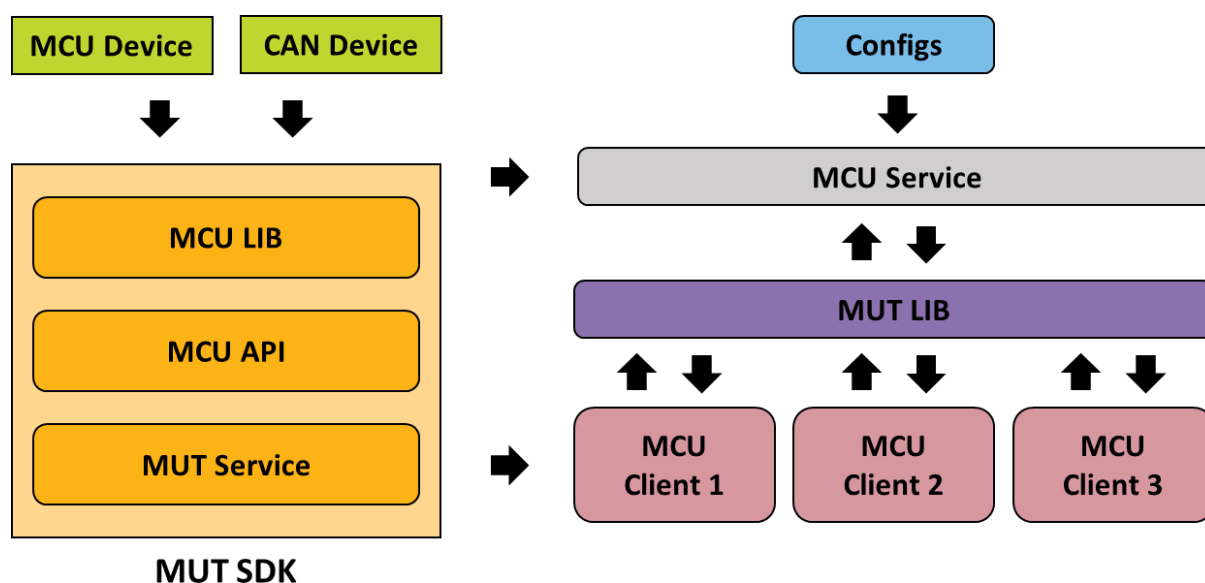 MCU Device
CAN Device
Configs
MCU LIB
MCU API
MUT Service
MUT SDK
MCU Service
MUT LIB
MCU
Client 1
MCU
Client 2
MCU
Client 3